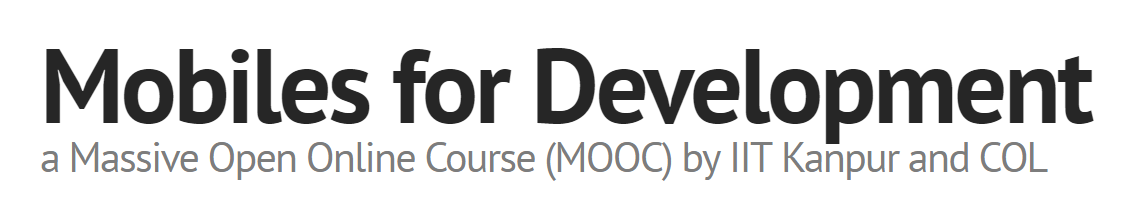 Mobiles for Development
a Massive Open Online Course (MOOC) by IIT Kanpur and COL